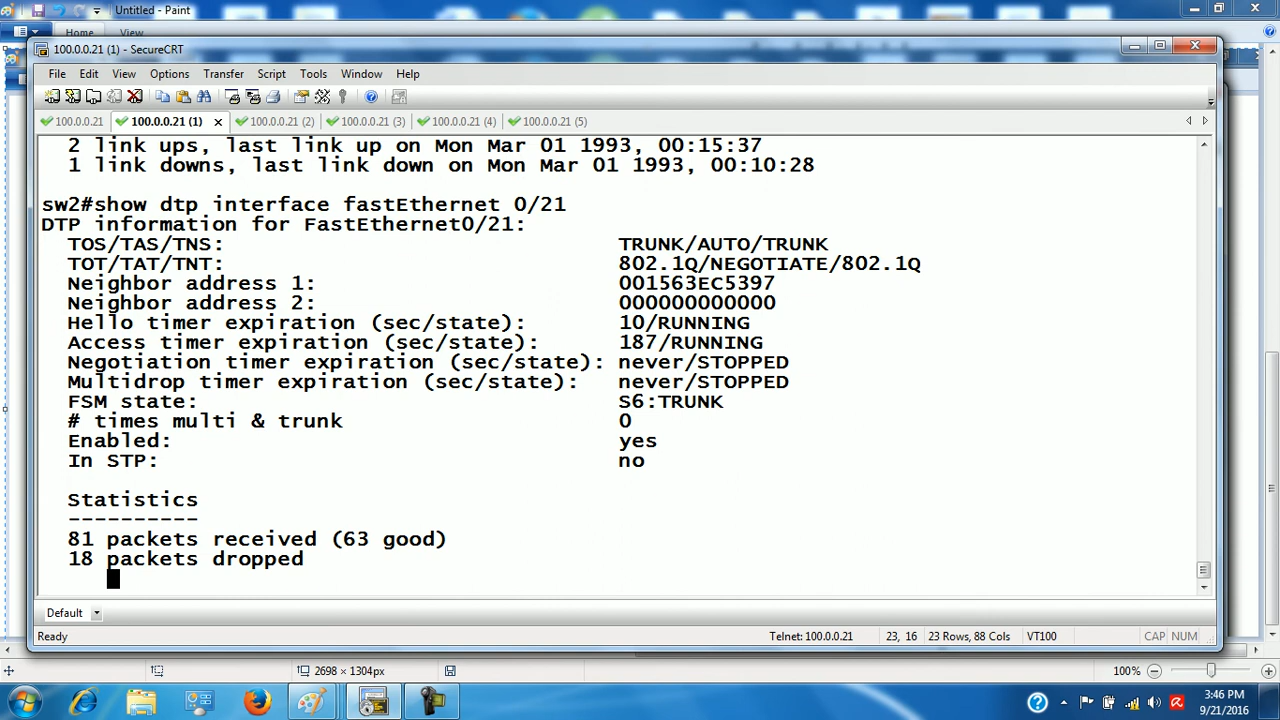 Untitled - Paint
Home View
100.0.0.21 (1) - SecureCRT
File Edit View Options Transfer Script Tools Window Help
100.0.0.21 100.0.0.21 (1) x 100.0.0.21 (2) 100.0.0.21 (3) 100.0.0.21 (4) 100.0.0.21 (5)
2 link ups, last link up on Mon Mar 01 1993, 00:15:37
1 link downs, last link down on Mon Mar 01 1993, 00:10:28
sw2#show dtp interface fastEthernet 0/21
DTP information for FastEthernet0/21:
TOS/TAS/TNS: TRUNK/AUTO/TRUNK
TOT/TAT/TNT: 802.1Q/NEGOTIATE/802.1Q
Neighbor address 1: 001563EC5397
Neighbor address 2: 000000000000
Hello timer expiration (sec/state): 10/RUNNING
Access timer expiration (sec/state): 187/RUNNING
Negotiation timer expiration (sec/state): never/STOPPED
Multidrop timer expiration (sec/state): never/STOPPED
FSM state: S6:TRUNK
# times multi & trunk 0
Enabled: yes
In STP: no
Statistics
----------
81 packets received (63 good)
18 packets dropped
Default
Ready Telnet: 100.0.0.21 23, 16 23 Rows, 88 Cols VT100 CAP NUM
2698 × 1304px 100%
3:46 PM
9/21/2016